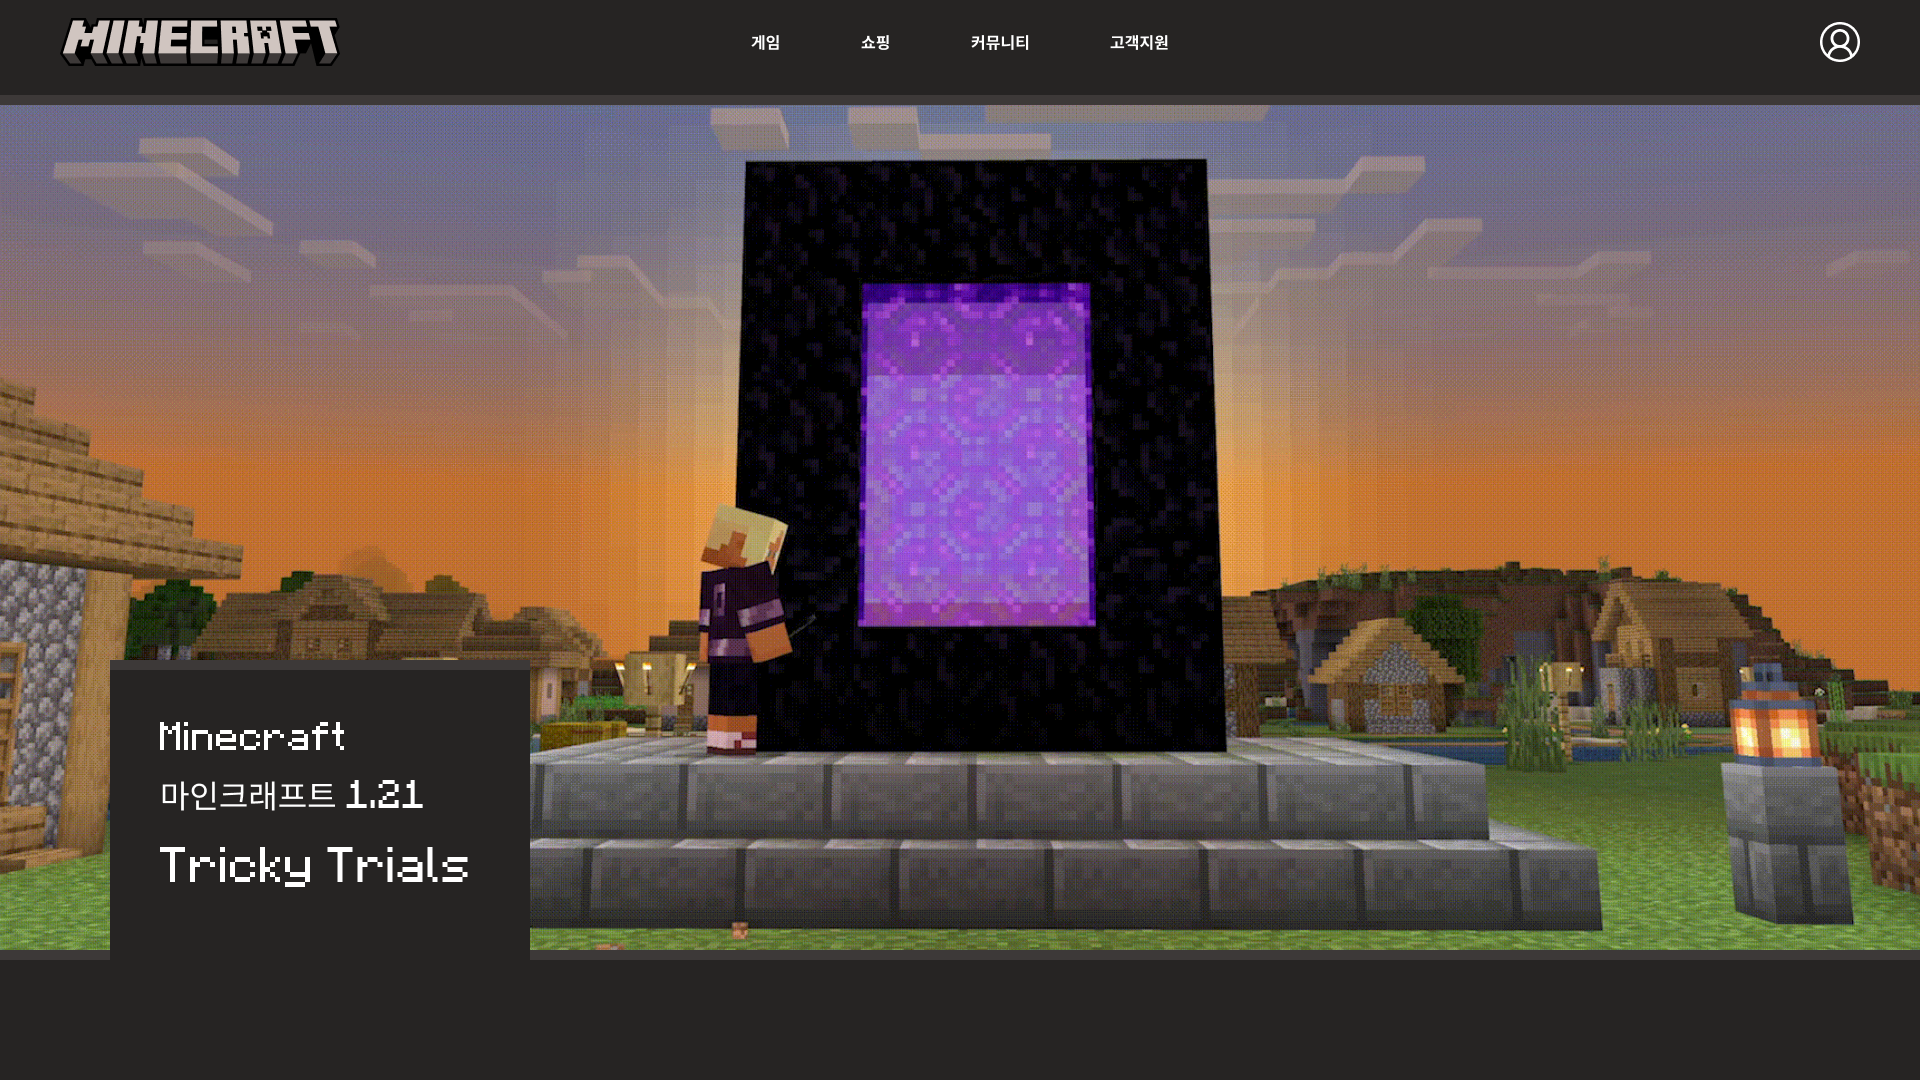 MINECRAFT
게임
쇼핑
커뮤니티
고객지원
Minecraft
마인크래프트 1.21
Tricky Trials